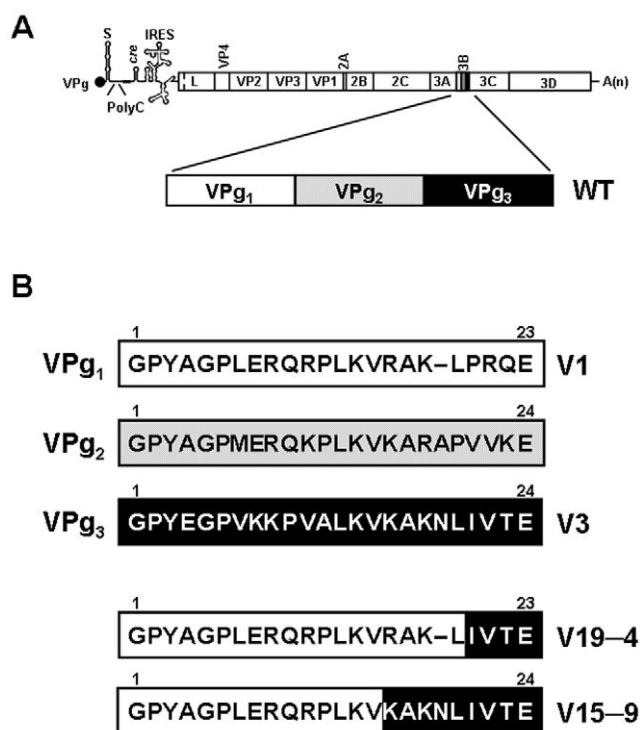 A
S
cre
IRES
VPg
PolyC
L
VP4
VP2
VP3
VP1
2A
2B
2C
3A
3B
3C
3D
A(n)
VPg₁ VPg₂ VPg₃ WT
B
1 23
VPg₁ GPYAGPLERQRPLKVRAK–LPRQE V1
1 24
VPg₂ GPYAGPMERQKPLKVKARAPVVKE
1 24
VPg₃ GPYEGPVKKPVALKVKAKNLIVTE V3
1 23
GPYAGPLERQRPLKVRAK–LIVTE V19–4
1 24
GPYAGPLERQRPLKVKAKNLIVTE V15–9